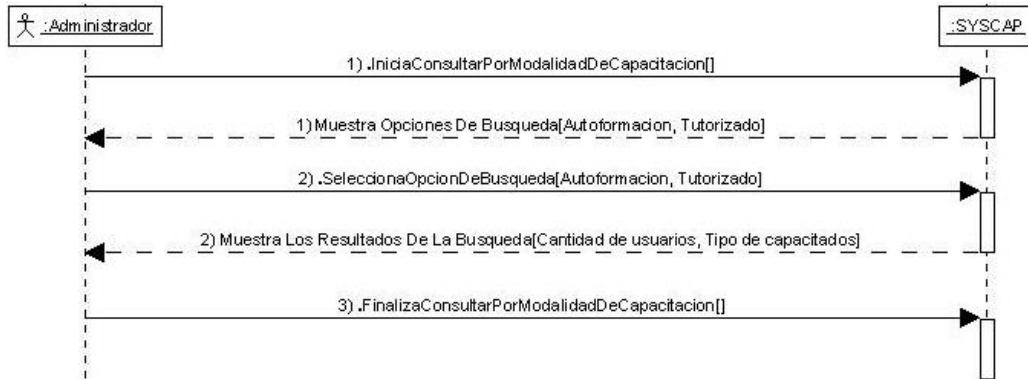 :Administrador
:SYSCAP
1) .IniciaConsultarPorModalidadDeCapacitacion[]
1) Muestra Opciones De Busqueda[Autoformacion, Tutorizado]
2) .SeleccionaOpcionDeBusqueda[Autoformacion, Tutorizado]
2) Muestra Los Resultados De La Busqueda[Cantidad de usuarios, Tipo de capacitados]
3) .FinalizaConsultarPorModalidadDeCapacitacion[]